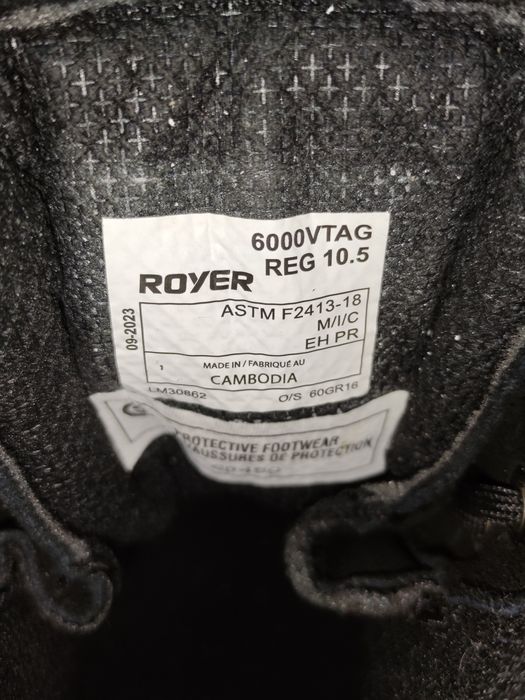 6000VTAG
REG 10.5
ROYER
09-2023
ASTM F2413-18
M/I/C
EH PR
1
MADE IN / FABRIQUÉ AU
CAMBODIA
LM30862
O/S 60GR16
PROTECTIVE FOOTWEAR
CHAUSSURES DE PROTECTION